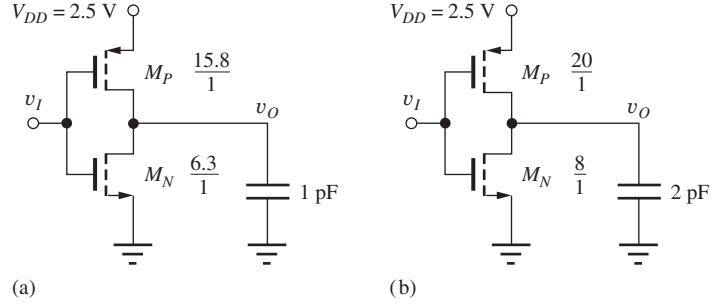 V_DD = 2.5 V
M_P 15.8/1
v_I
v_O
M_N 6.3/1
1 pF
(a)
V_DD = 2.5 V
M_P 20/1
v_I
v_O
M_N 8/1
2 pF
(b)